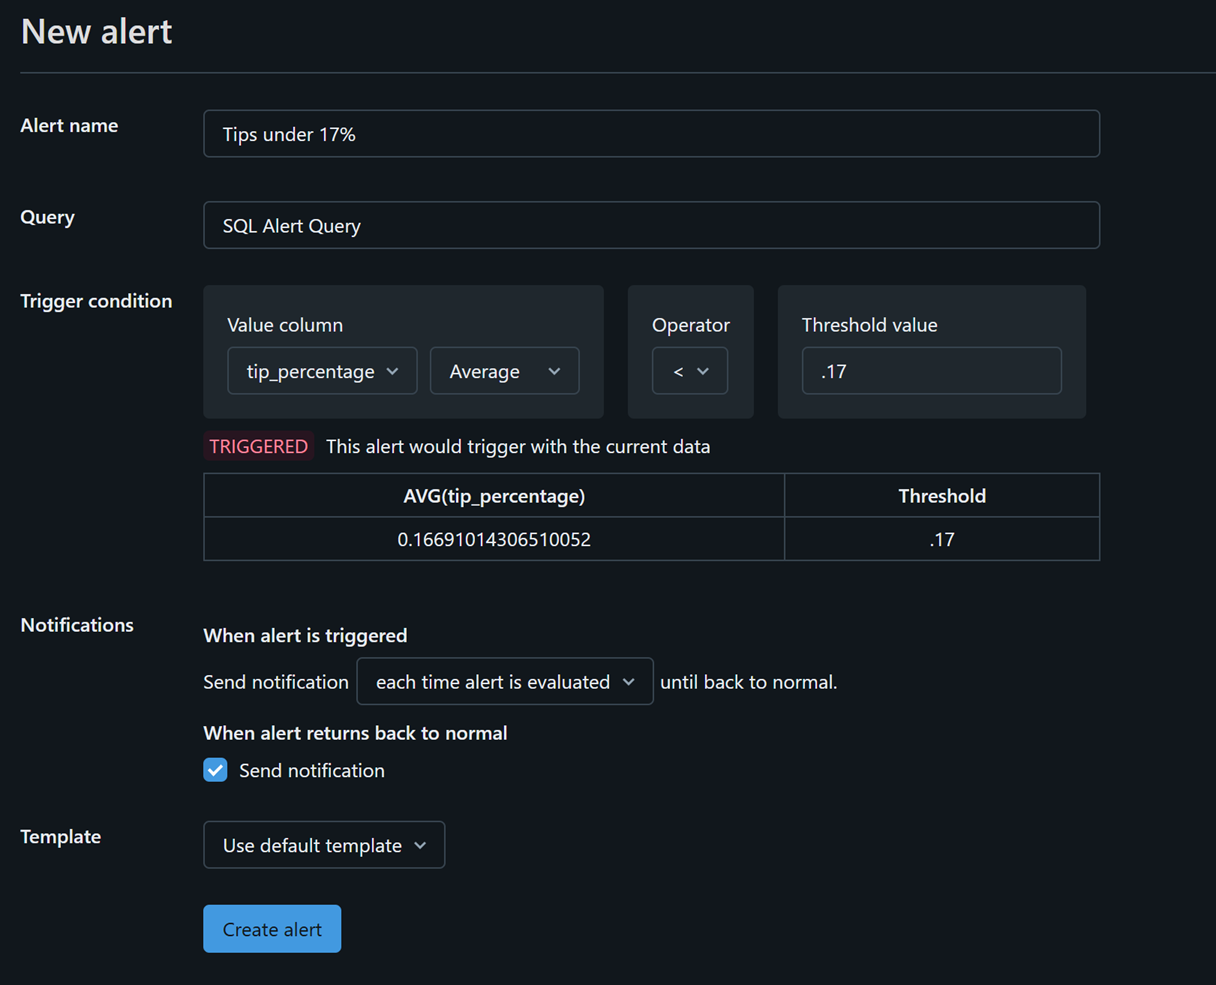 New alert
Alert name
Tips under 17%
Query
SQL Alert Query
Trigger condition
Value column
Operator
Threshold value
tip_percentage
Average
<
.17
TRIGGERED This alert would trigger with the current data
AVG(tip_percentage) Threshold
0.16691014306510052 .17
Notifications
When alert is triggered
Send notification each time alert is evaluated until back to normal.
When alert returns back to normal
Send notification
Template
Use default template
Create alert